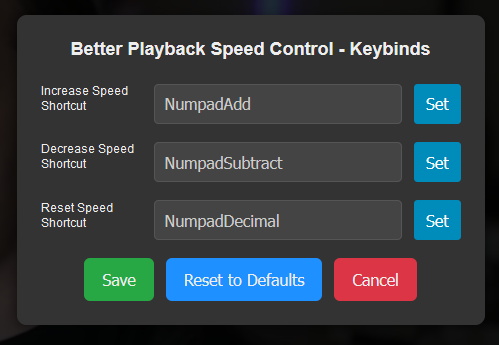 Better Playback Speed Control - Keybinds
Increase Speed
Shortcut
NumpadAdd
Set
Decrease Speed
Shortcut
NumpadSubtract
Set
Reset Speed
Shortcut
NumpadDecimal
Set
Save
Reset to Defaults
Cancel